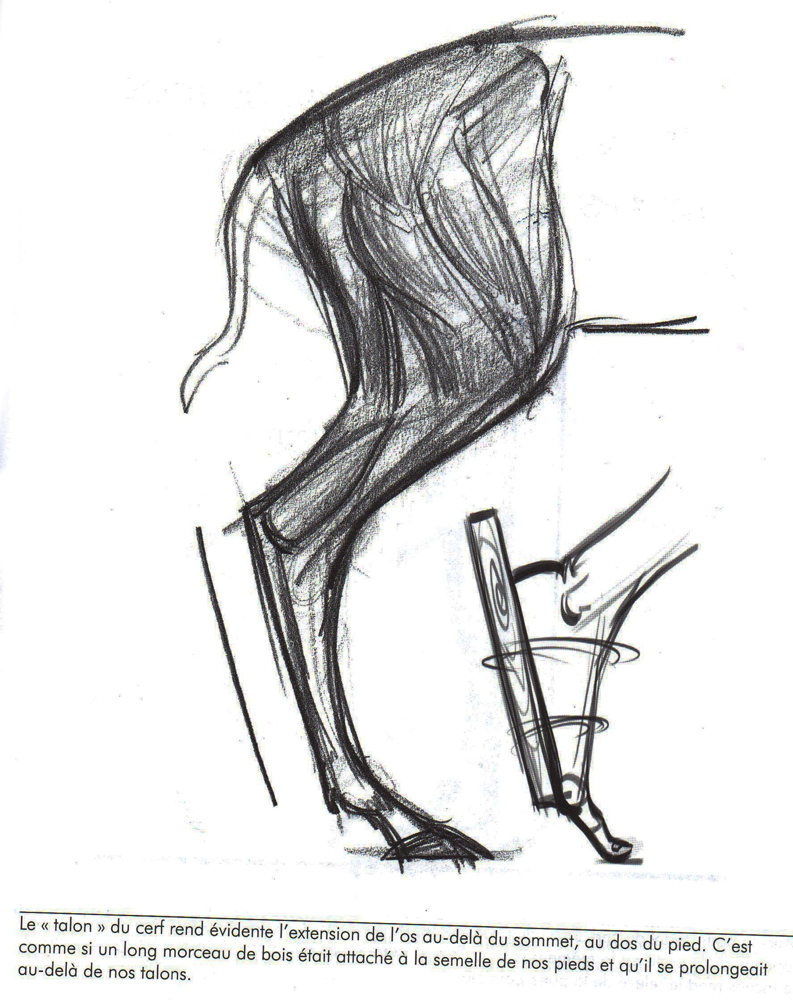 Le « talon » du cerf rend évidente l'extension de l'os au-delà du sommet, au dos du pied. C'est
comme si un long morceau de bois était attaché à la semelle de nos pieds et qu'il se prolongeait
au-delà de nos talons.